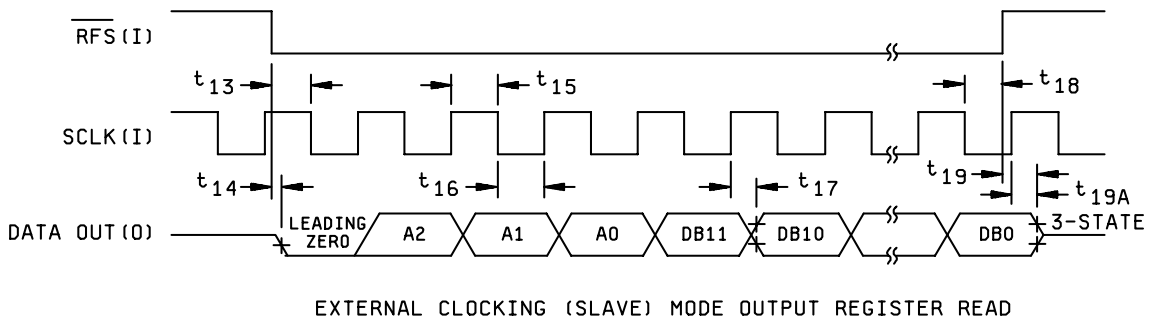 RFS(I)
t13 t15 t18
SCLK(I)
t14 t16 t17 t19 t19A
DATA OUT(O) LEADING ZERO A2 A1 A0 DB11 DB10 DB0 3-STATE
EXTERNAL CLOCKING (SLAVE) MODE OUTPUT REGISTER READ